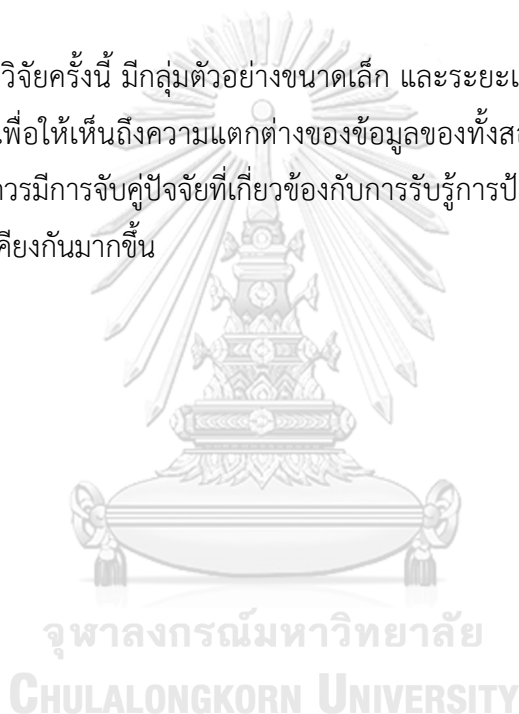 วิจัยครั้งนี้ มีกลุ่มตัวอย่างขนาดเล็ก และระยะเ
เพื่อให้เห็นถึงความแตกต่างของข้อมูลของทั้งสอ
ควรมีการจับคู่ปัจจัยที่เกี่ยวข้องกับการรับรู้การป
เคียงกันมากขึ้น
จุฬาลงกรณ์มหาวิทยาลัย
CHULALONGKORN UNIVERSITY